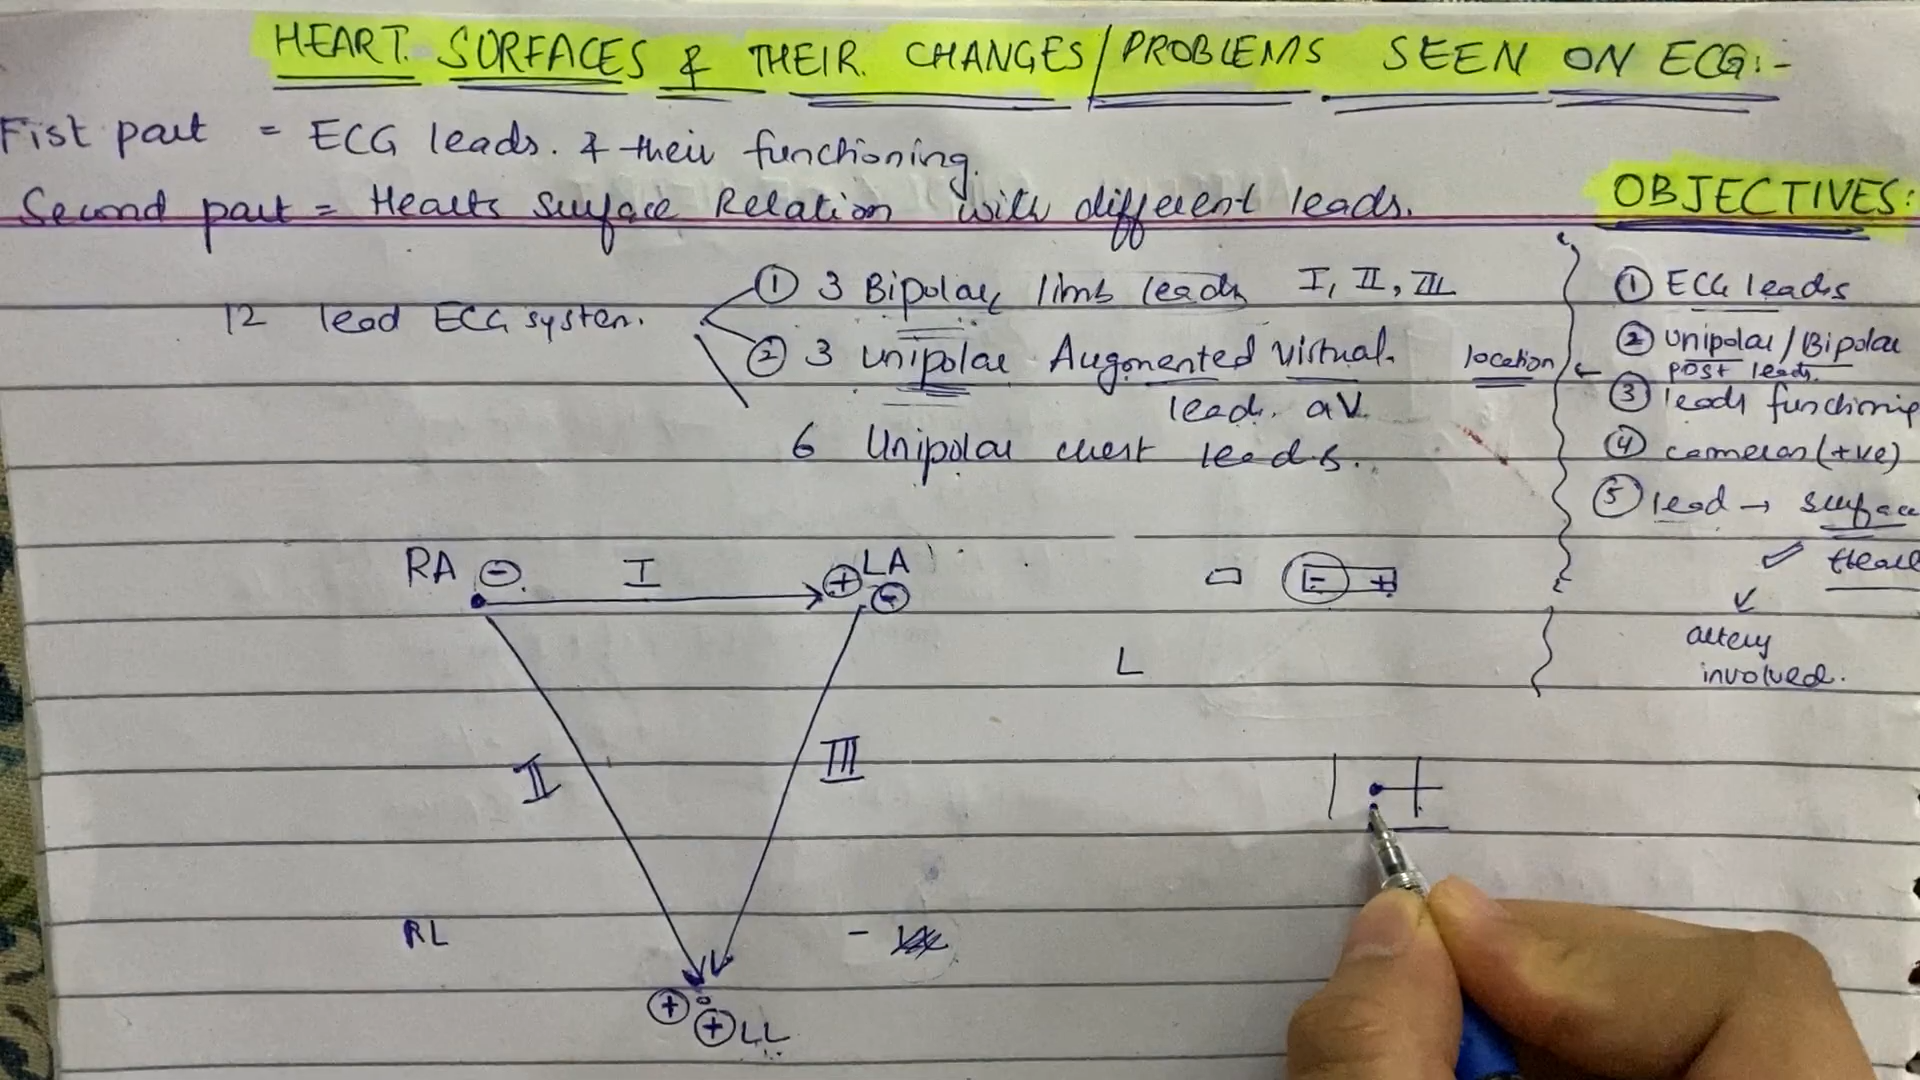 HEART. SURFACES & THEIR CHANGES/PROBLEMS SEEN ON ECG:-
Fist part = ECG leads. & their functioning.
Second part = Hearts Surface Relation with different leads.
OBJECTIVES:
12 lead ECG system.
① 3 Bipolar limb leads I, II, III
② 3 unipolar Augmented virtual.
lead. aV
6 Unipolar chest leads.
location
① ECG leads
② Unipolar/Bipolar
post leads.
③ leads functioning
④ cameras (+ve)
⑤ lead → surface
Heart
artery
involved.
RA ⊖. I ⊕ LA
⊖
- +
L
II
III
RL
-
⊕
⊕ LL